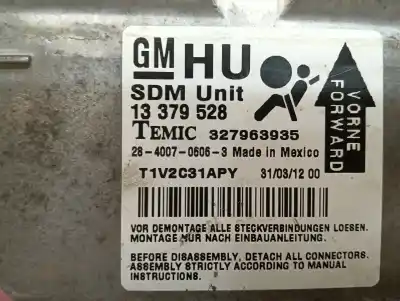 GM HU
SDM Unit
13 379 528
TEMIC 327963935
28-4007-0606-3 Made in Mexico
T1V2C31APY 31/03/12 00
VORNE
FORWARD
VOR DEMONTAGE ALLE STECKVERBINDUNGEN LOESEN.
MONTAGE NUR NACH EINBAUANLEITUNG.
BEFORE DISASSEMBLY, DETACH ALL CONNECTORS.
ASSEMBLY STRICTLY ACCORDING TO MANUAL
INSTRUCTIONS.